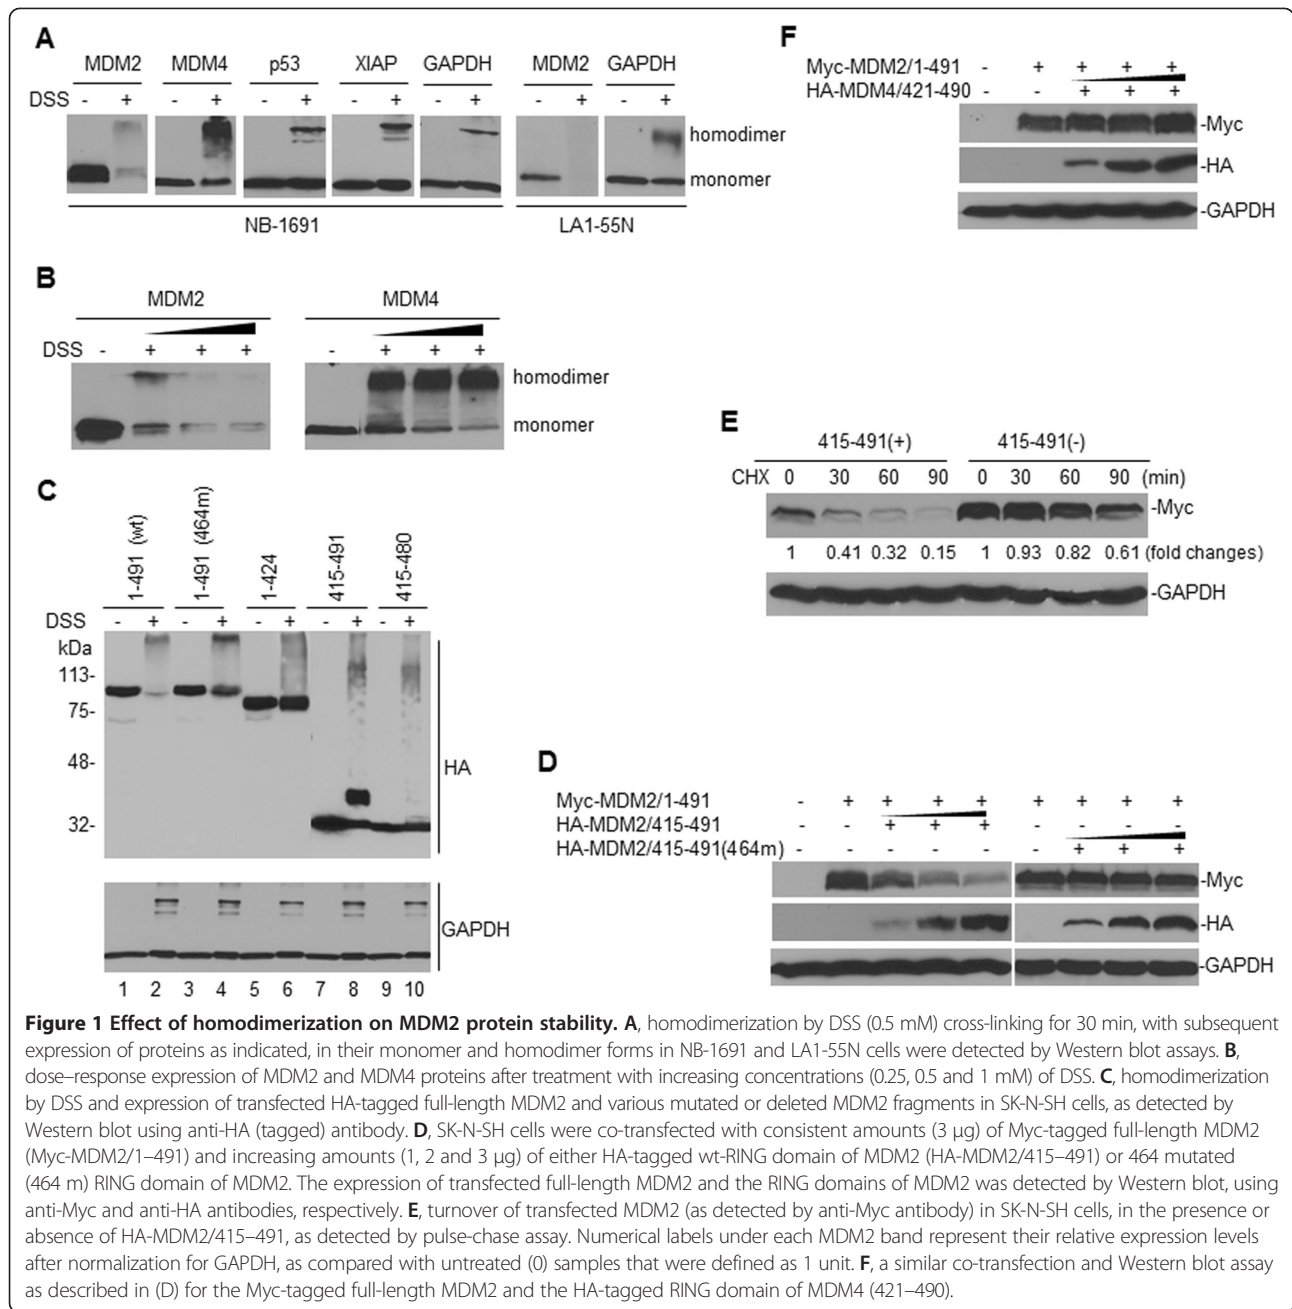 A
MDM2 MDM4 p53 XIAP GAPDH MDM2 GAPDH
DSS - + - + - + - + - + - + - +
homodimer
monomer
NB-1691 LA1-55N
B
MDM2 MDM4
DSS - + + + - + + +
homodimer
monomer
C
1-491 (wt) 1-491 (464m) 1-424 415-491 415-480
DSS - + - + - + - + - +
kDa
113-
75-
48-
32-
HA
GAPDH
1 2 3 4 5 6 7 8 9 10
F
Myc-MDM2/1-491 - + + + +
HA-MDM4/421-490 - - + + +
-Myc
-HA
-GAPDH
E
415-491(+) 415-491(-)
CHX 0 30 60 90 0 30 60 90 (min)
-Myc
1 0.41 0.32 0.15 1 0.93 0.82 0.61 (fold changes)
-GAPDH
D
Myc-MDM2/1-491 - + + + + + + + +
HA-MDM2/415-491 - - + + + - - - -
HA-MDM2/415-491(464m) - - - - - - + + +
-Myc
-HA
-GAPDH
Figure 1 Effect of homodimerization on MDM2 protein stability. A, homodimerization by DSS (0.5 mM) cross-linking for 30 min, with subsequent
expression of proteins as indicated, in their monomer and homodimer forms in NB-1691 and LA1-55N cells were detected by Western blot assays. B,
dose–response expression of MDM2 and MDM4 proteins after treatment with increasing concentrations (0.25, 0.5 and 1 mM) of DSS. C, homodimerization
by DSS and expression of transfected HA-tagged full-length MDM2 and various mutated or deleted MDM2 fragments in SK-N-SH cells, as detected by
Western blot using anti-HA (tagged) antibody. D, SK-N-SH cells were co-transfected with consistent amounts (3 μg) of Myc-tagged full-length MDM2
(Myc-MDM2/1–491) and increasing amounts (1, 2 and 3 μg) of either HA-tagged wt-RING domain of MDM2 (HA-MDM2/415–491) or 464 mutated
(464 m) RING domain of MDM2. The expression of transfected full-length MDM2 and the RING domains of MDM2 was detected by Western blot, using
anti-Myc and anti-HA antibodies, respectively. E, turnover of transfected MDM2 (as detected by anti-Myc antibody) in SK-N-SH cells, in the presence or
absence of HA-MDM2/415–491, as detected by pulse-chase assay. Numerical labels under each MDM2 band represent their relative expression levels
after normalization for GAPDH, as compared with untreated (0) samples that were defined as 1 unit. F, a similar co-transfection and Western blot assay
as described in (D) for the Myc-tagged full-length MDM2 and the HA-tagged RING domain of MDM4 (421–490).